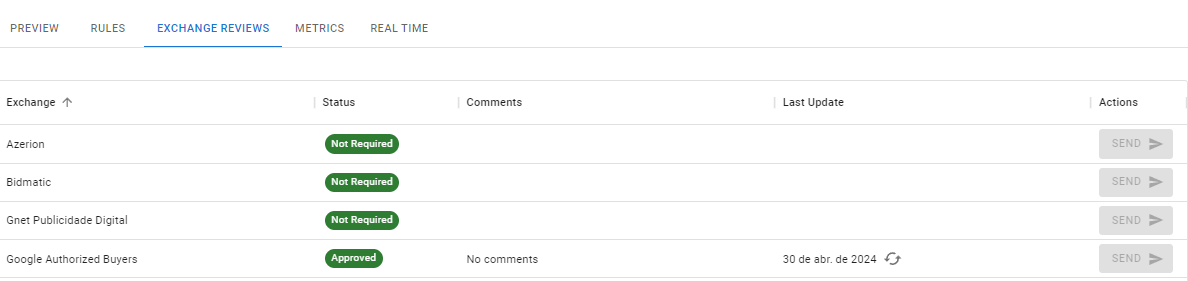 PREVIEW RULES EXCHANGE REVIEWS METRICS REAL TIME
Exchange Status Comments Last Update Actions
Azerion Not Required SEND
Bidmatic Not Required SEND
Gnet Publicidade Digital Not Required SEND
Google Authorized Buyers Approved No comments 30 de abr. de 2024 SEND